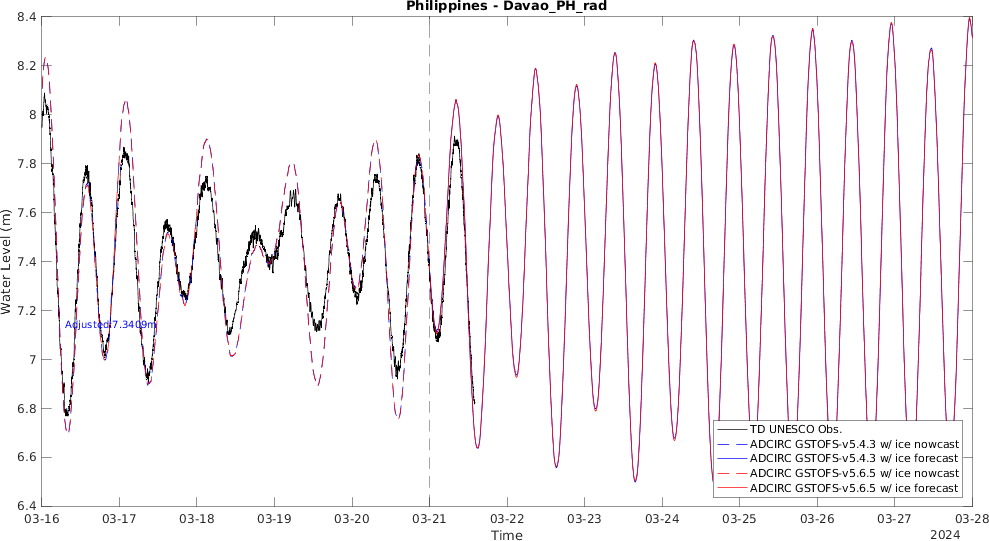 Philippines - Davao_PH_rad
8.4
8.2
8
7.8
7.6
7.4
7.2
7
6.8
6.6
6.4
Water Level (m)
Adjusted:7.3409m
TD UNESCO Obs.
ADCIRC GSTOFS-v5.4.3 w/ ice nowcast
ADCIRC GSTOFS-v5.4.3 w/ ice forecast
ADCIRC GSTOFS-v5.6.5 w/ ice nowcast
ADCIRC GSTOFS-v5.6.5 w/ ice forecast
03-16 03-17 03-18 03-19 03-20 03-21 03-22 03-23 03-24 03-25 03-26 03-27 03-28
Time
2024